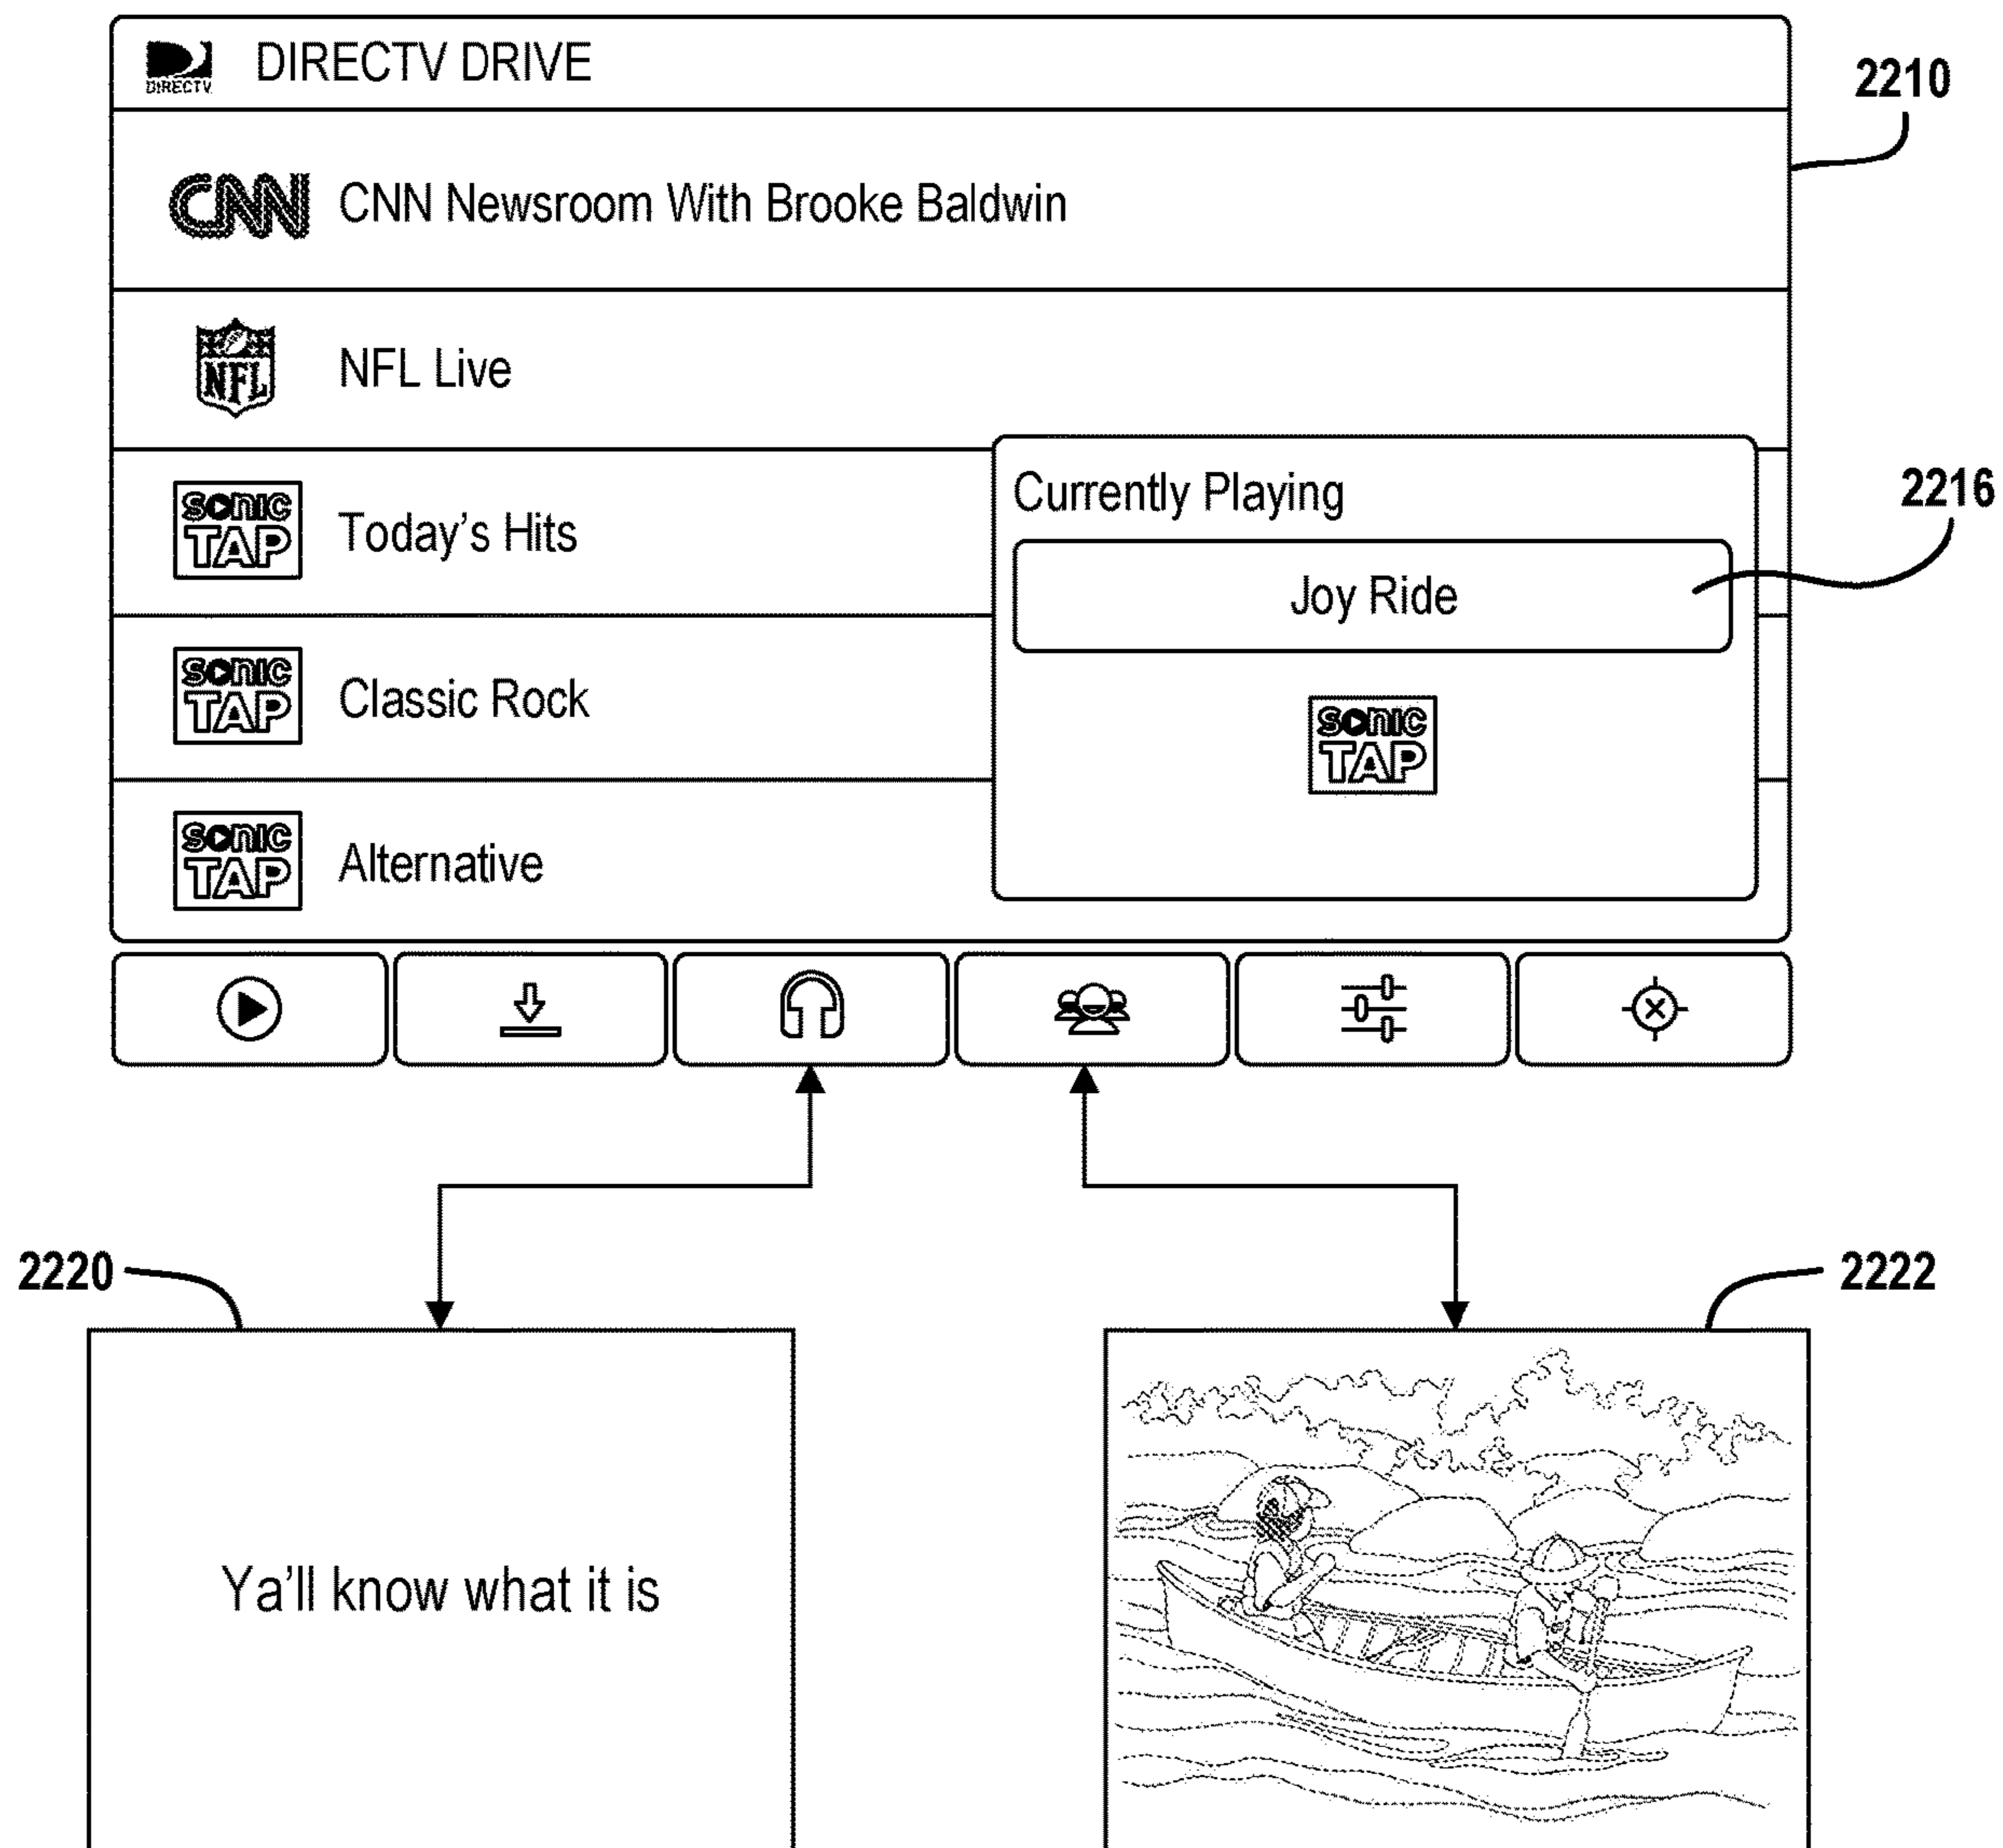 DIRECTV DRIVE
DIRECTV
2210
CNN CNN Newsroom With Brooke Baldwin
NFL NFL Live
Currently Playing
2216
SONIC TAP Today's Hits
Joy Ride
SONIC TAP Classic Rock
SONIC TAP
SONIC TAP Alternative
2220
2222
Ya'll know what it is